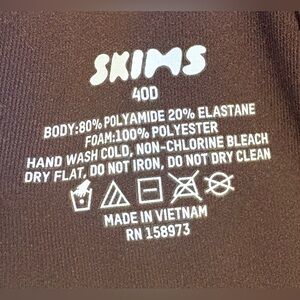 SKIMS
40D
BODY:80% POLYAMIDE 20% ELASTANE
FOAM:100% POLYESTER
HAND WASH COLD, NON-CHLORINE BLEACH
DRY FLAT, DO NOT IRON, DO NOT DRY CLEAN
MADE IN VIETNAM
RN 158973